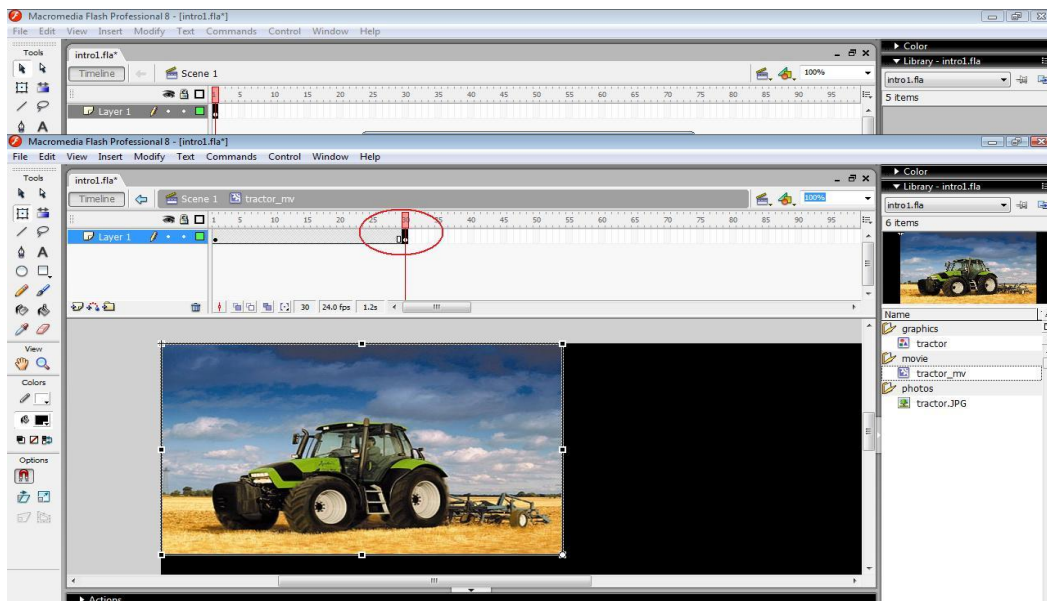 Macromedia Flash Professional 8 - [intro1.fla*]
File Edit View Insert Modify Text Commands Control Window Help
Tools
intro1.fla*
Timeline Scene 1 100%
1 5 10 15 20 25 30 35 40 45 50 55 60 65 70 75 80 85 90 95
Layer 1
A
Color
Library - intro1.fla
intro1.fla
5 items
Macromedia Flash Professional 8 - [intro1.fla*]
File Edit View Insert Modify Text Commands Control Window Help
Tools
intro1.fla*
Timeline Scene 1 tractor_mv 100%
1 5 10 15 20 25 30 35 40 45 50 55 60 65 70 75 80 85 90 95
Layer 1
A
30 24.0 fps 1.2s
View
Colors
Options
Color
Library - intro1.fla
intro1.fla
6 items
Name
graphics
tractor
movie
tractor_mv
photos
tractor.JPG
Actions